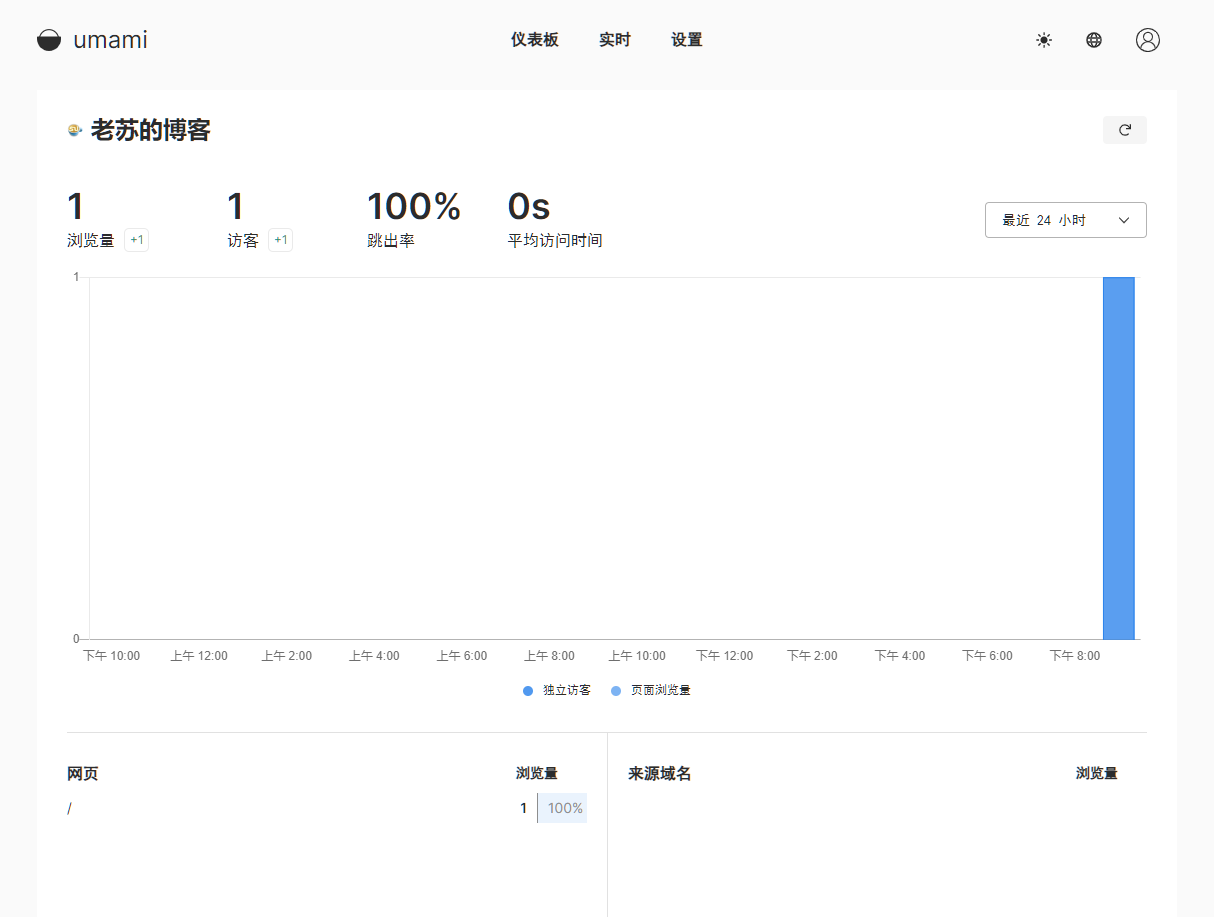 umami 仪表板 实时 设置
老苏的博客
1 1 100% 0s
浏览量 +1 访客 +1 跳出率 平均访问时间
最近 24 小时
1
0
下午 10:00 上午 12:00 上午 2:00 上午 4:00 上午 6:00 上午 8:00 上午 10:00 下午 12:00 下午 2:00 下午 4:00 下午 6:00 下午 8:00
独立访客 页面浏览量
网页 浏览量 来源域名 浏览量
/ 1 100%